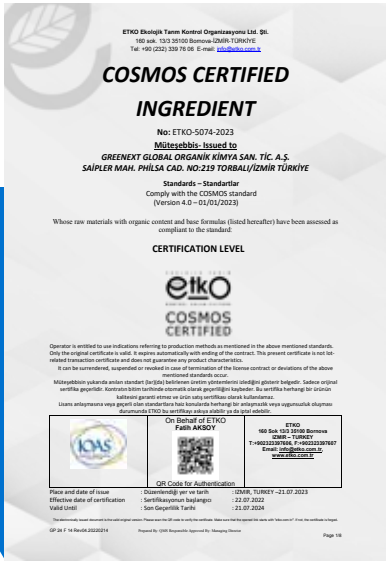 ETKO Ekolojik Tarım Kontrol Organizasyonu Ltd. Şti.
160 sok. 13/3 35100 Bornova-İZMİR-TÜRKİYE
Tel: +90 (232) 339 76 06 E-mail: info@etko.com.tr
COSMOS CERTIFIED
INGREDIENT
No: ETKO-5074-2023
Müteşebbis- Issued to
GREENEXT GLOBAL ORGANİK KİMYA SAN. TİC. A.Ş.
SAİPLER MAH. PHİLSA CAD. NO:219 TORBALI/İZMİR TÜRKİYE
Standards – Standartlar
Comply with the COSMOS standard
(Version 4.0 – 01/01/2023)
Whose raw materials with organic content and base formulas (listed hereafter) have been assessed as
compliant to the standard:
CERTIFICATION LEVEL
etko
COSMOS
CERTIFIED
Operator is entitled to use indications referring to production methods as mentioned in the above mentioned standards.
Only the original certificate is valid. It expires automatically with ending of the contract. This present certificate is not lot-
related transaction certificate and does not guarantee any product characteristics.
It can be surrendered, suspended or revoked in case of termination of the license contract or deviations of the above
mentioned standards occur.
Müteşebbisin yukarıda anılan standart (lar)da) belirlenen üretim yöntemlerini izlediğini gösterir belgedir. Sadece orijinal
sertifika geçerlidir. Kontratın bitim tarihinde otomatik olarak geçerliliğini kaybeder. Bu sertifika herhangi bir ürünün
kalitesini garanti etmez ve ürün satış sertifikası olarak kullanılamaz.
Lisans anlaşmasına veya geçerli olan standartlara haiz konularda herhangi bir anlaşmazlık veya uygunsuzluk oluşması
durumunda ETKO bu sertifikayı askıya alabilir ya da iptal edebilir.
IOAS
On Behalf of ETKO
Fatih AKSOY
QR Code for Authentication
ETKO
160 Sok 13/3 35100 Bornova
IZMIR – TURKEY
T:+902323397606, F:+902323397607
Email: info@etko.com.tr,
www.etko.com.tr
Place and date of issue : Düzenlendiği yer ve tarih : IZMIR, TURKEY –21.07.2023
Effective date of certification : Sertifikasyonun başlangıcı : 22.07.2022
Valid Until : Son Geçerlilik Tarihi : 21.07.2024
GP 24 F 14 Rev04 20220214
Prepared By: QMS Responsible Approved By: Managing Director
Page 1/8